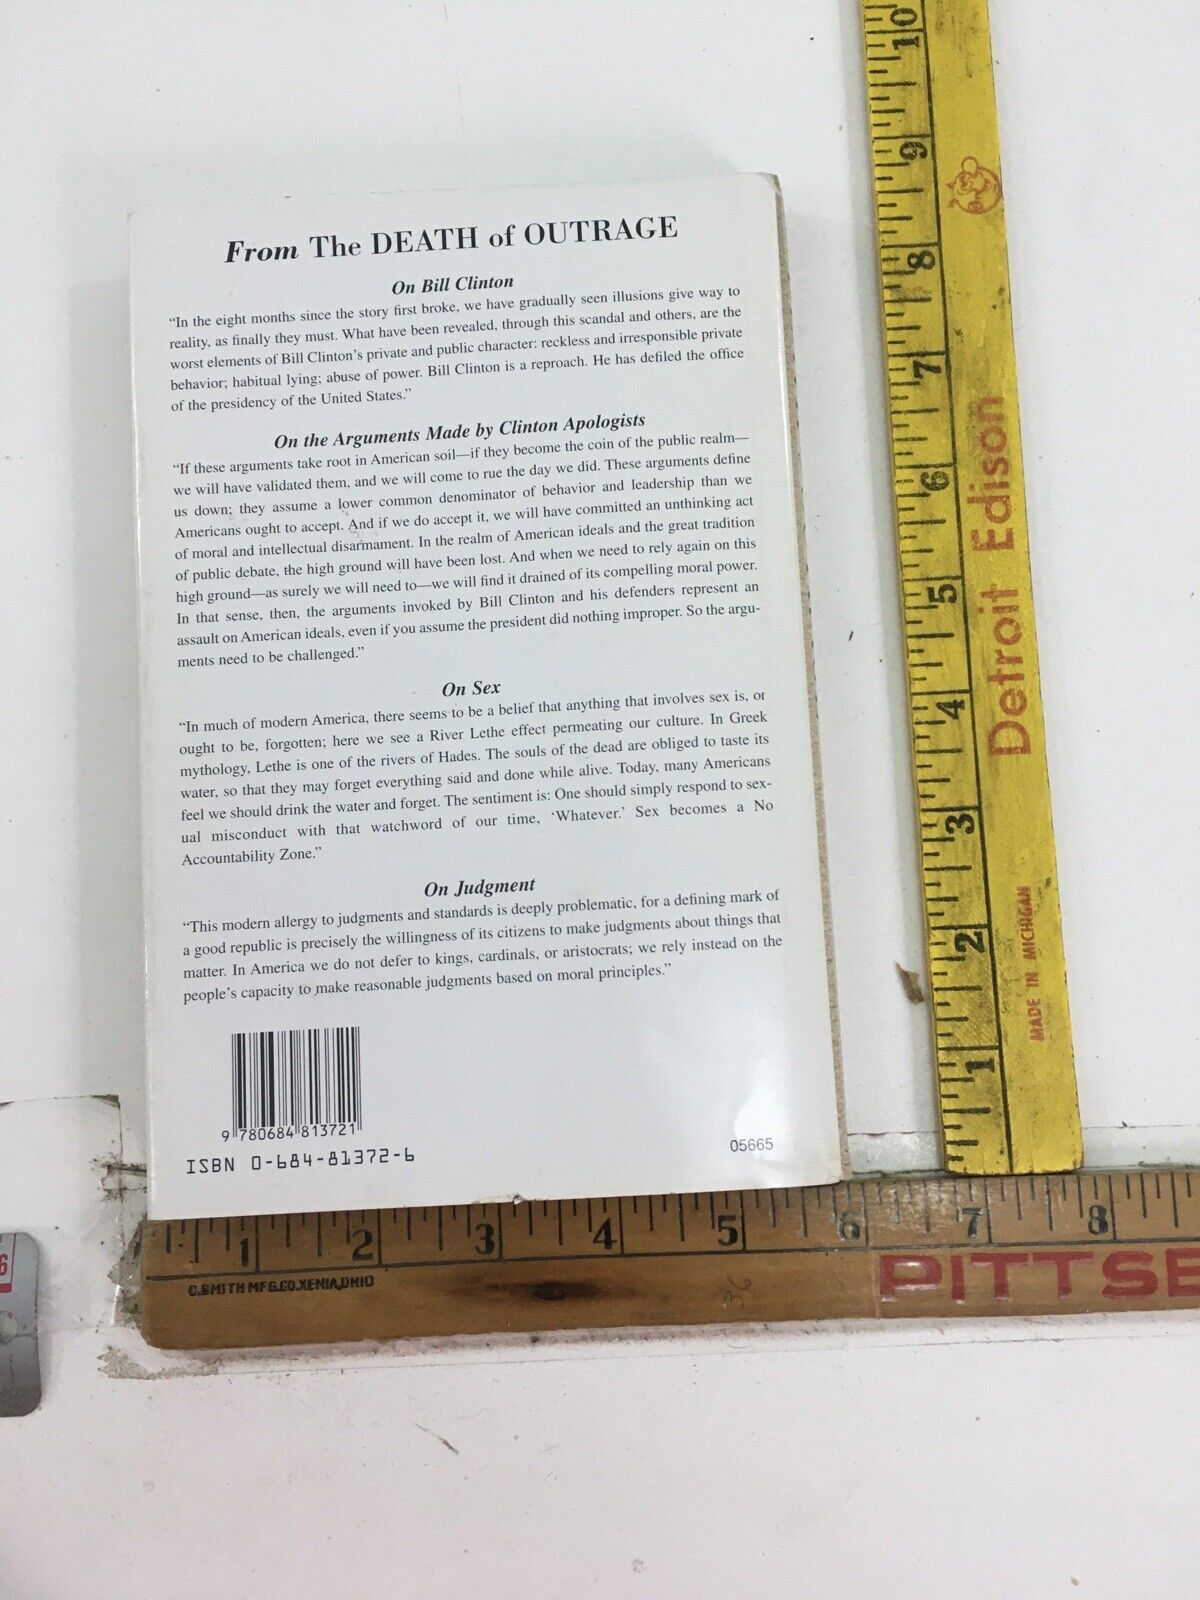 From The DEATH of OUTRAGE
On Bill Clinton
“In the eight months since the story first broke, we have gradually seen illusions give way to
reality, as finally they must. What have been revealed, through this scandal and others, are the
worst elements of Bill Clinton’s private and public character: reckless and irresponsible private
behavior; habitual lying; abuse of power. Bill Clinton is a reproach. He has defiled the office
of the presidency of the United States.”
On the Arguments Made by Clinton Apologists
“If these arguments take root in American soil—if they become the coin of the public realm—
we will have validated them, and we will come to rue the day we did. These arguments define
us down; they assume a lower common denominator of behavior and leadership than we
Americans ought to accept. And if we do accept it, we will have committed an unthinking act
of moral and intellectual disarmament. In the realm of American ideals and the great tradition
of public debate, the high ground will have been lost. And when we need to rely again on this
high ground—as surely we will need to—we will find it drained of its compelling moral power.
In that sense, then, the arguments invoked by Bill Clinton and his defenders represent an
assault on American ideals, even if you assume the president did nothing improper. So the argu-
ments need to be challenged.”
On Sex
“In much of modern America, there seems to be a belief that anything that involves sex is, or
ought to be, forgotten; here we see a River Lethe effect permeating our culture. In Greek
mythology, Lethe is one of the rivers of Hades. The souls of the dead are obliged to taste its
water, so that they may forget everything said and done while alive. Today, many Americans
feel we should drink the water and forget. The sentiment is: One should simply respond to sex-
ual misconduct with that watchword of our time, ‘Whatever.’ Sex becomes a No
Accountability Zone.”
On Judgment
“This modern allergy to judgments and standards is deeply problematic, for a defining mark of
a good republic is precisely the willingness of its citizens to make judgments about things that
matter. In America we do not defer to kings, cardinals, or aristocrats; we rely instead on the
people’s capacity to make reasonable judgments based on moral principles.”
9 780684 813721
ISBN 0-684-81372-6
05665
10
9
8
7
6
5
4
3
2
1
Detroit Edison
MADE IN MICHIGAN
1 2 3 4 5 6 7 8
C.SMITH MFG.CO.XENIA,OHIO
36
PITTSB
6